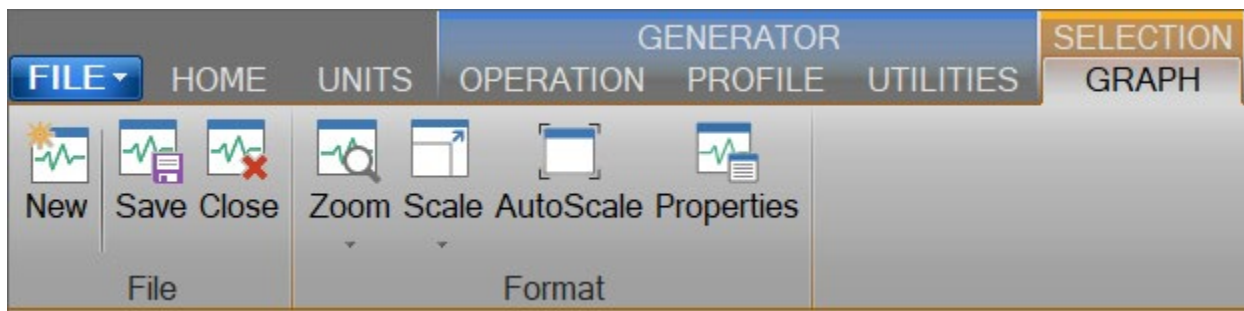 GENERATOR SELECTION
FILE HOME UNITS OPERATION PROFILE UTILITIES GRAPH
New Save Close Zoom Scale AutoScale Properties
File Format